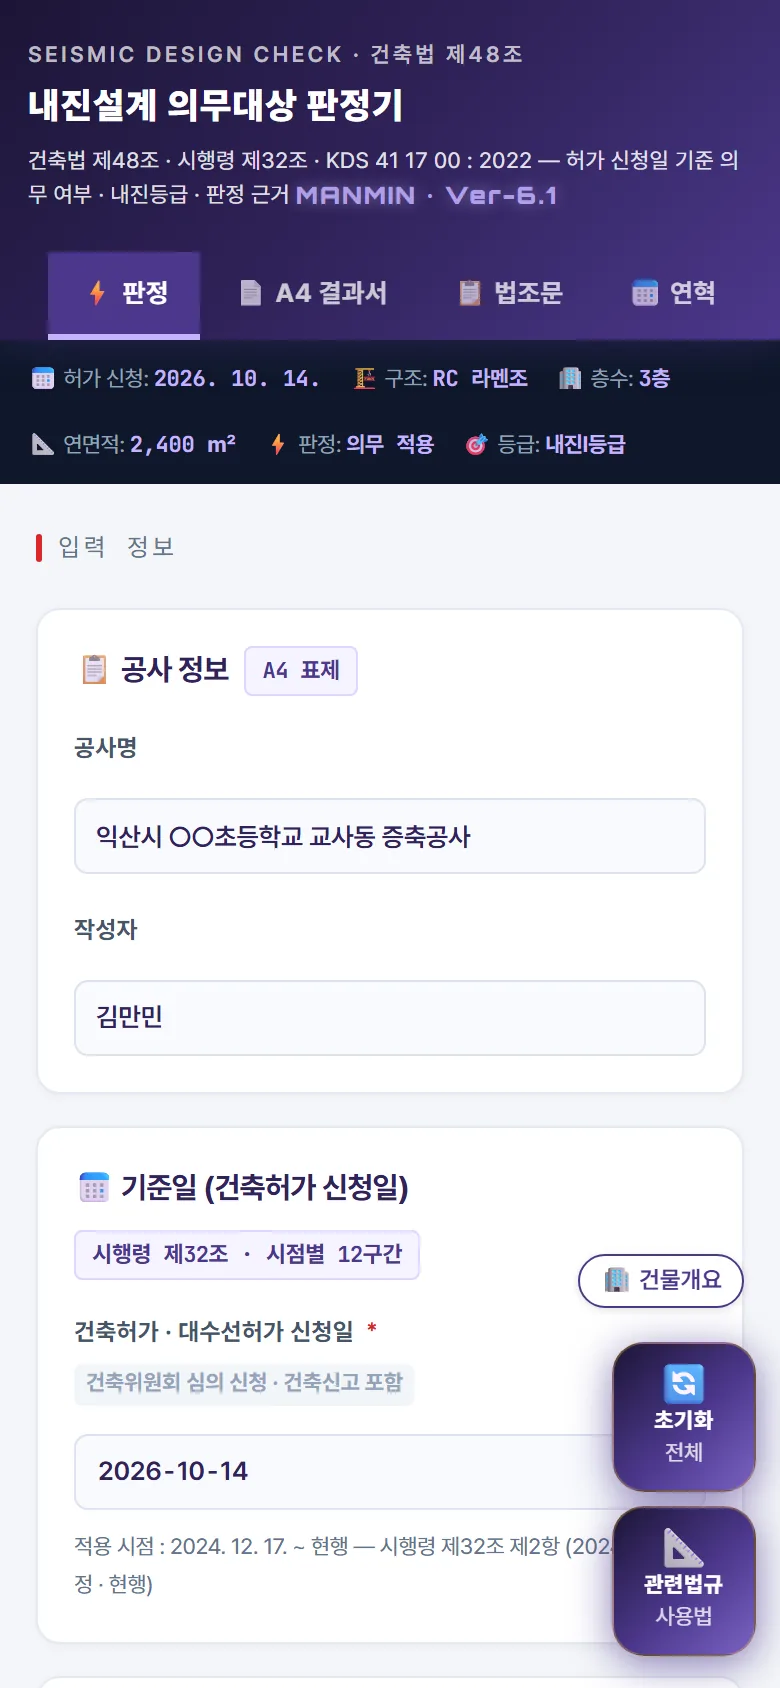 SEISMIC DESIGN CHECK · 건축법 제48조
내진설계 의무대상 판정기
건축법 제48조 · 시행령 제32조 · KDS 41 17 00 : 2022 — 허가 신청일 기준 의
무 여부 · 내진등급 · 판정 근거 MANMIN · Ver-6.1
판정 A4 결과서 법조문 연혁
허가 신청: 2026. 10. 14. 구조: RC 라멘조 층수: 3층
연면적: 2,400 m² 판정: 의무 적용 등급: 내진I등급
입력 정보
공사 정보 A4 표제
공사명
익산시 〇〇초등학교 교사동 증축공사
작성자
김만민
기준일 (건축허가 신청일)
시행령 제32조 · 시점별 12구간
건물개요
건축허가 · 대수선허가 신청일 *
건축위원회 심의 신청 · 건축신고 포함
초기화
전체
2026-10-14
적용 시점 : 2024. 12. 17. ~ 현행 — 시행령 제32조 제2항
정 · 현행)
관련법규
사용법